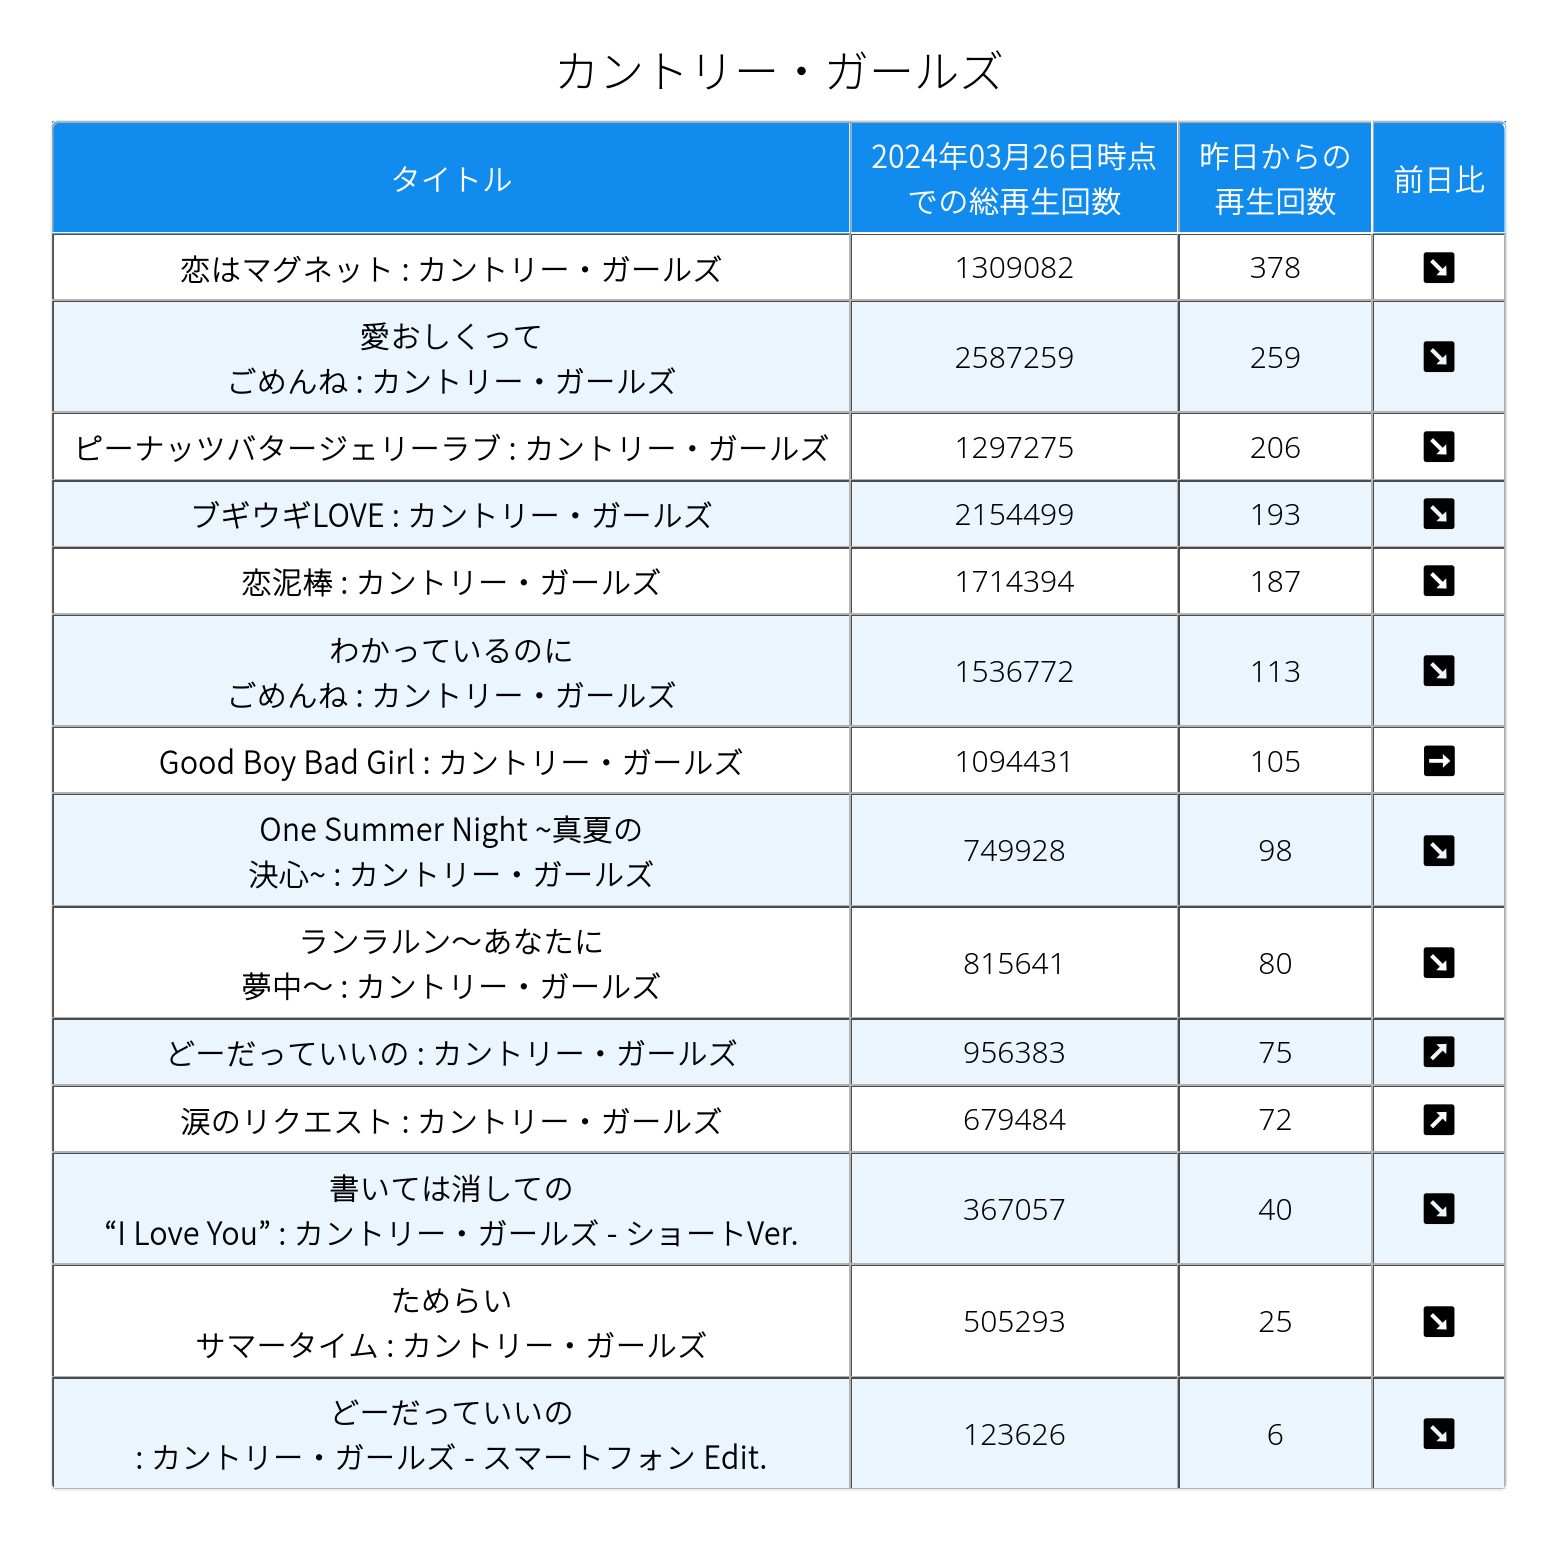 カントリー・ガールズ
タイトル
2024年03月26日時点
での総再生回数
昨日からの
再生回数
前日比
恋はマグネット : カントリー・ガールズ
1309082
378
↘
愛おしくって
ごめんね : カントリー・ガールズ
2587259
259
↘
ピーナッツバタージェリーラブ : カントリー・ガールズ
1297275
206
↘
ブギウギLOVE : カントリー・ガールズ
2154499
193
↘
恋泥棒 : カントリー・ガールズ
1714394
187
↘
わかっているのに
ごめんね : カントリー・ガールズ
1536772
113
↘
Good Boy Bad Girl : カントリー・ガールズ
1094431
105
→
One Summer Night ~真夏の
決心~ : カントリー・ガールズ
749928
98
↘
ランラルン〜あなたに
夢中〜 : カントリー・ガールズ
815641
80
↘
どーだっていいの : カントリー・ガールズ
956383
75
↗
涙のリクエスト : カントリー・ガールズ
679484
72
↗
書いては消しての
“I Love You” : カントリー・ガールズ - ショートVer.
367057
40
↘
ためらい
サマータイム : カントリー・ガールズ
505293
25
↘
どーだっていいの
: カントリー・ガールズ - スマートフォン Edit.
123626
6
↘